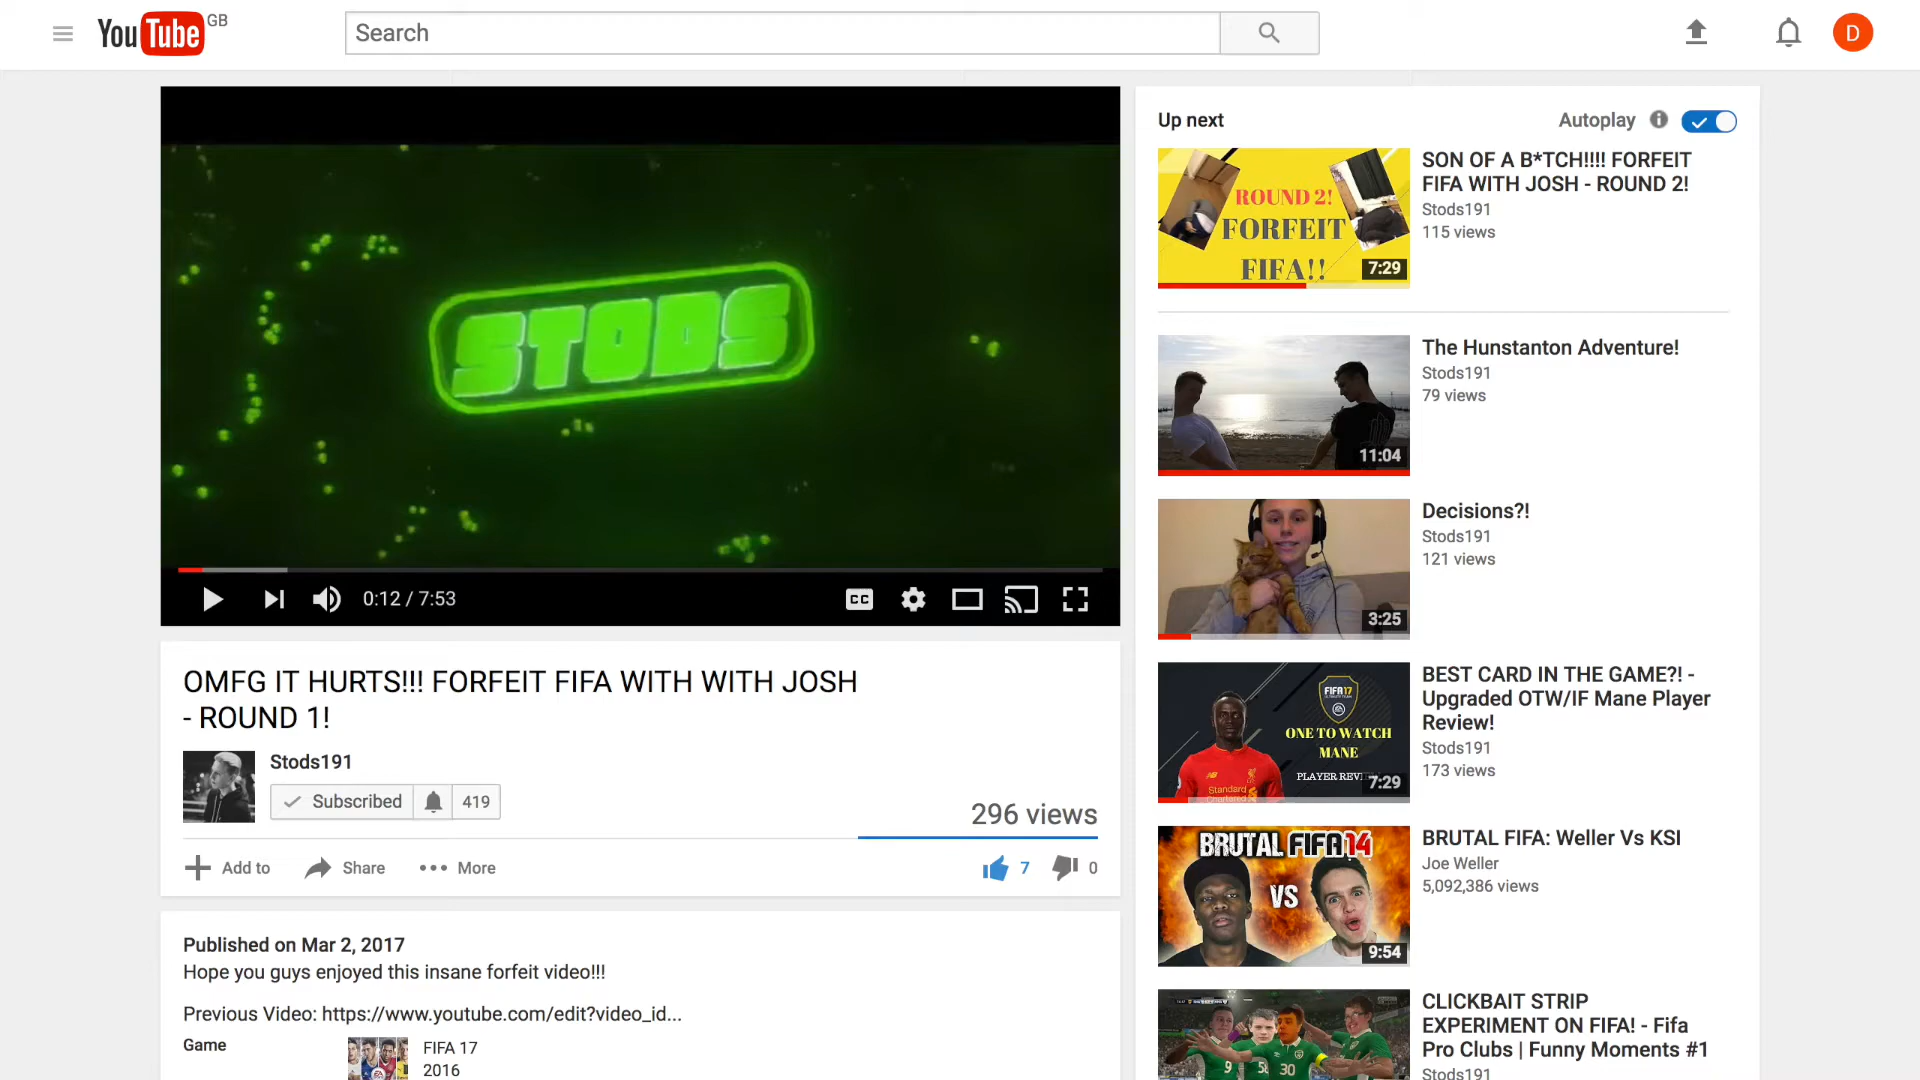 YouTube GB
Search
D
STODS
0:12 / 7:53
CC
OMFG IT HURTS!!! FORFEIT FIFA WITH WITH JOSH
- ROUND 1!
Stods191
Subscribed 419
296 views
Add to Share More 7 0
Published on Mar 2, 2017
Hope you guys enjoyed this insane forfeit video!!!
Previous Video: https://www.youtube.com/edit?video_id...
Game
FIFA 17
2016
Up next Autoplay
ROUND 2!
FORFEIT
FIFA!!
7:29
SON OF A B*TCH!!!! FORFEIT
FIFA WITH JOSH - ROUND 2!
Stods191
115 views
11:04
The Hunstanton Adventure!
Stods191
79 views
3:25
Decisions?!
Stods191
121 views
FIFA 17
ONE TO WATCH
MANE
PLAYER REVI
Standard
Chartered
7:29
BEST CARD IN THE GAME?! -
Upgraded OTW/IF Mane Player
Review!
Stods191
173 views
BRUTAL FIFA 14
VS
9:54
BRUTAL FIFA: Weller Vs KSI
Joe Weller
5,092,386 views
9
30
CLICKBAIT STRIP
EXPERIMENT ON FIFA! - Fifa
Pro Clubs | Funny Moments #1
Stods191